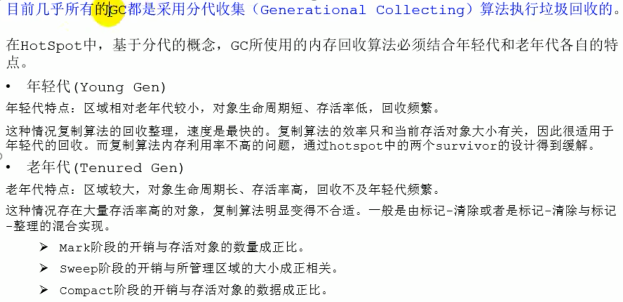 目前几乎所有的GC都是采用分代收集（Generational Collecting）算法执行垃圾回收的。
在HotSpot中，基于分代的概念，GC所使用的内存回收算法必须结合年轻代和老年代各自的特
点。
• 年轻代(Young Gen)
年轻代特点：区域相对老年代较小，对象生命周期短、存活率低，回收频繁。
这种情况复制算法的回收整理，速度是最快的。复制算法的效率只和当前存活对象大小有关，因此很适用于
年轻代的回收。而复制算法内存利用率不高的问题，通过hotspot中的两个survivor的设计得到缓解。
• 老年代(Tenured Gen)
老年代特点：区域较大，对象生命周期长、存活率高，回收不及年轻代频繁。
这种情况存在大量存活率高的对象，复制算法明显变得不合适。一般是由标记-清除或者是标记-清除与标记
-整理的混合实现。
➢ Mark阶段的开销与存活对象的数量成正比。
➢ Sweep阶段的开销与所管理区域的大小成正相关。
➢ Compact阶段的开销与存活对象的数据成正比。